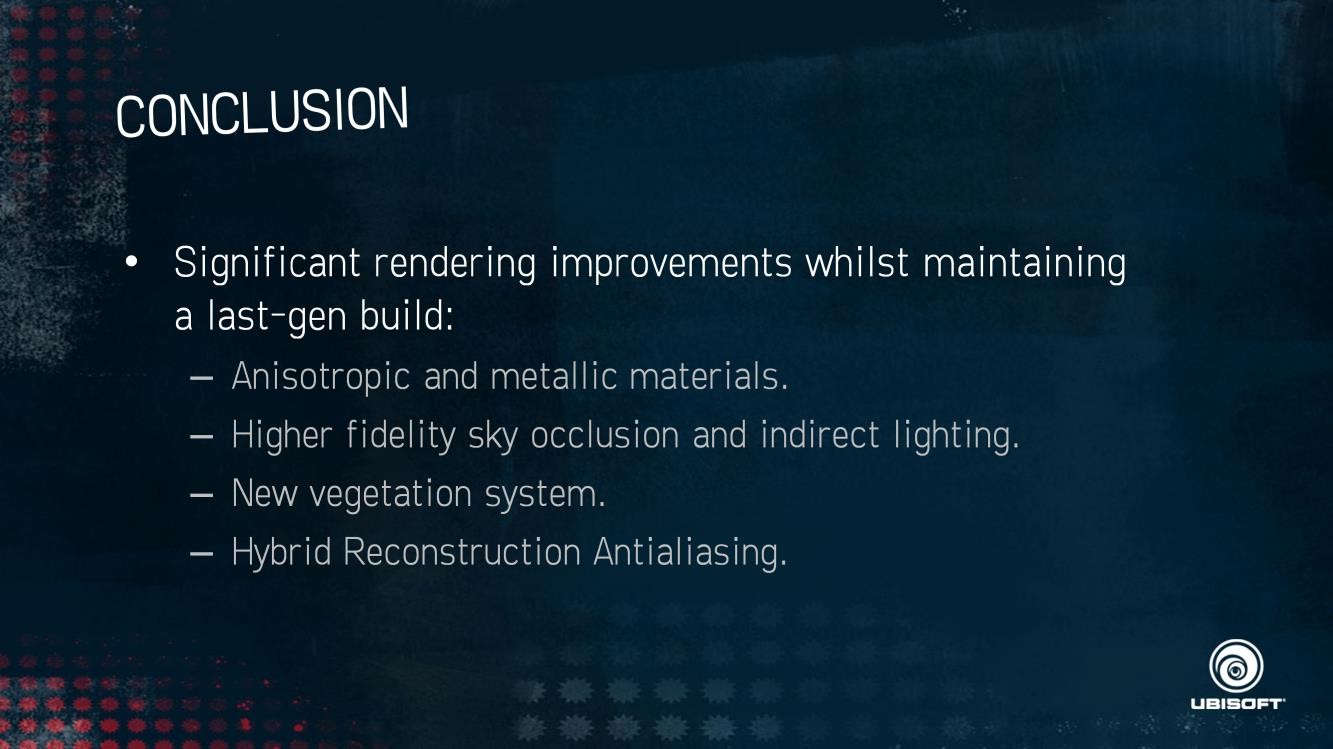 CONCLUSION
• Significant rendering improvements whilst maintaining
a last-gen build:
– Anisotropic and metallic materials.
– Higher fidelity sky occlusion and indirect lighting.
– New vegetation system.
– Hybrid Reconstruction Antialiasing.
UBISOFT